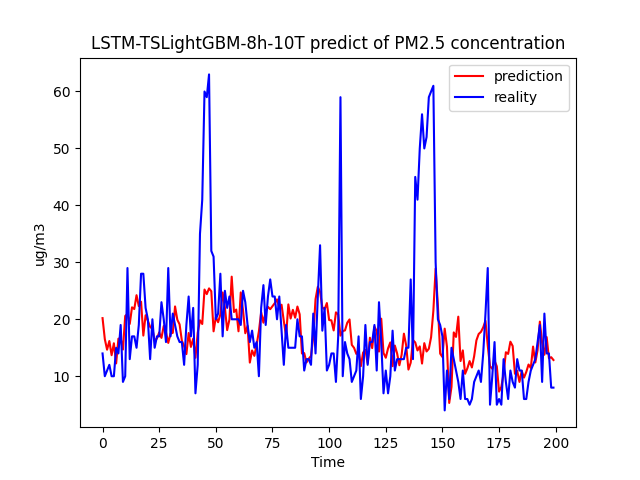 LSTM-TSLightGBM-8h-10T predict of PM2.5 concentration
prediction
reality
60
50
40
30
20
10
ug/m3
0 25 50 75 100 125 150 175 200
Time